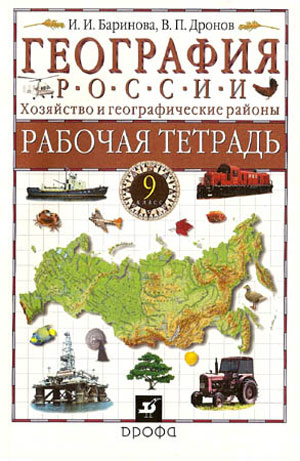 И. И. Баринова, В. П. Дронов
ГЕОГРАФИЯ
Р•О•С•С•И•И
Хозяйство и географические районы
РАБОЧАЯ ТЕТРАДЬ
9
КЛАСС
ДРОФА